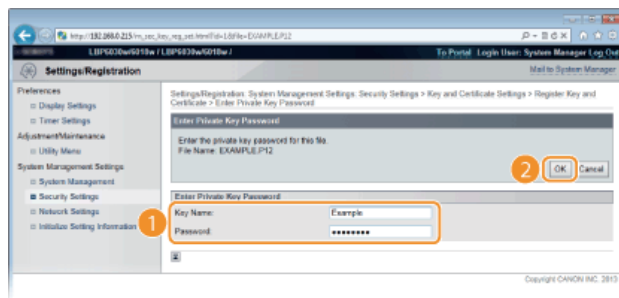 http://192.168.0.215/m_sec_key_reg_set.html?id=1&File=EXAMPLE.P12
LBP6030w/6018w / LBP6030w/6018w /
To Portal Login User: System Manager Log Out
Settings/Registration
Mail to System Manager
Preferences
Display Settings
Timer Settings
Adjustment/Maintenance
Utility Menu
System Management Settings
System Management
Security Settings
Network Settings
Initialize Setting Information
Settings/Registration: System Management Settings: Security Settings > Key and Certificate Settings > Register Key and
Certificate > Enter Private Key Password
Enter Private Key Password
Enter the private key password for this file.
File Name: EXAMPLE.P12
2
OK Cancel
Enter Private Key Password
1
Key Name: Example
Password: ••••••••
Copyright CANON INC. 2013